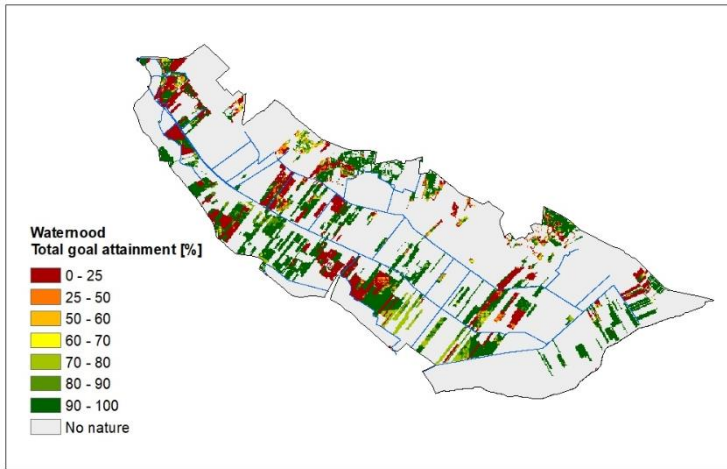 Waternood
Total goal attainment [%]
0 - 25
25 - 50
50 - 60
60 - 70
70 - 80
80 - 90
90 - 100
No nature